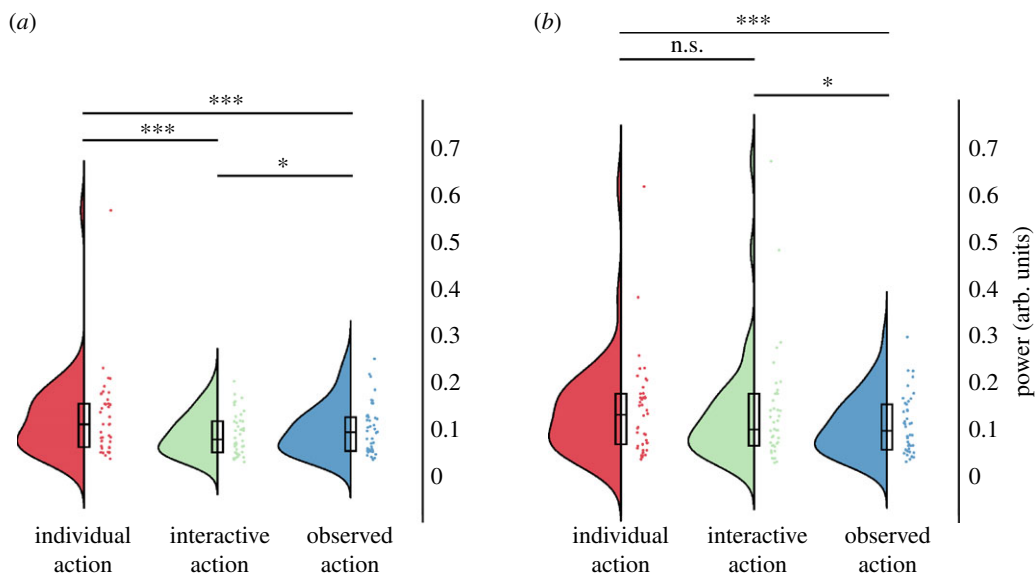 (a)
***
***
*
0.7
0.6
0.5
0.4
0.3
0.2
0.1
0
individual
action
interactive
action
observed
action
(b)
***
n.s.
*
0.7
0.6
0.5
0.4
0.3
0.2
0.1
0
power (arb. units)
individual
action
interactive
action
observed
action